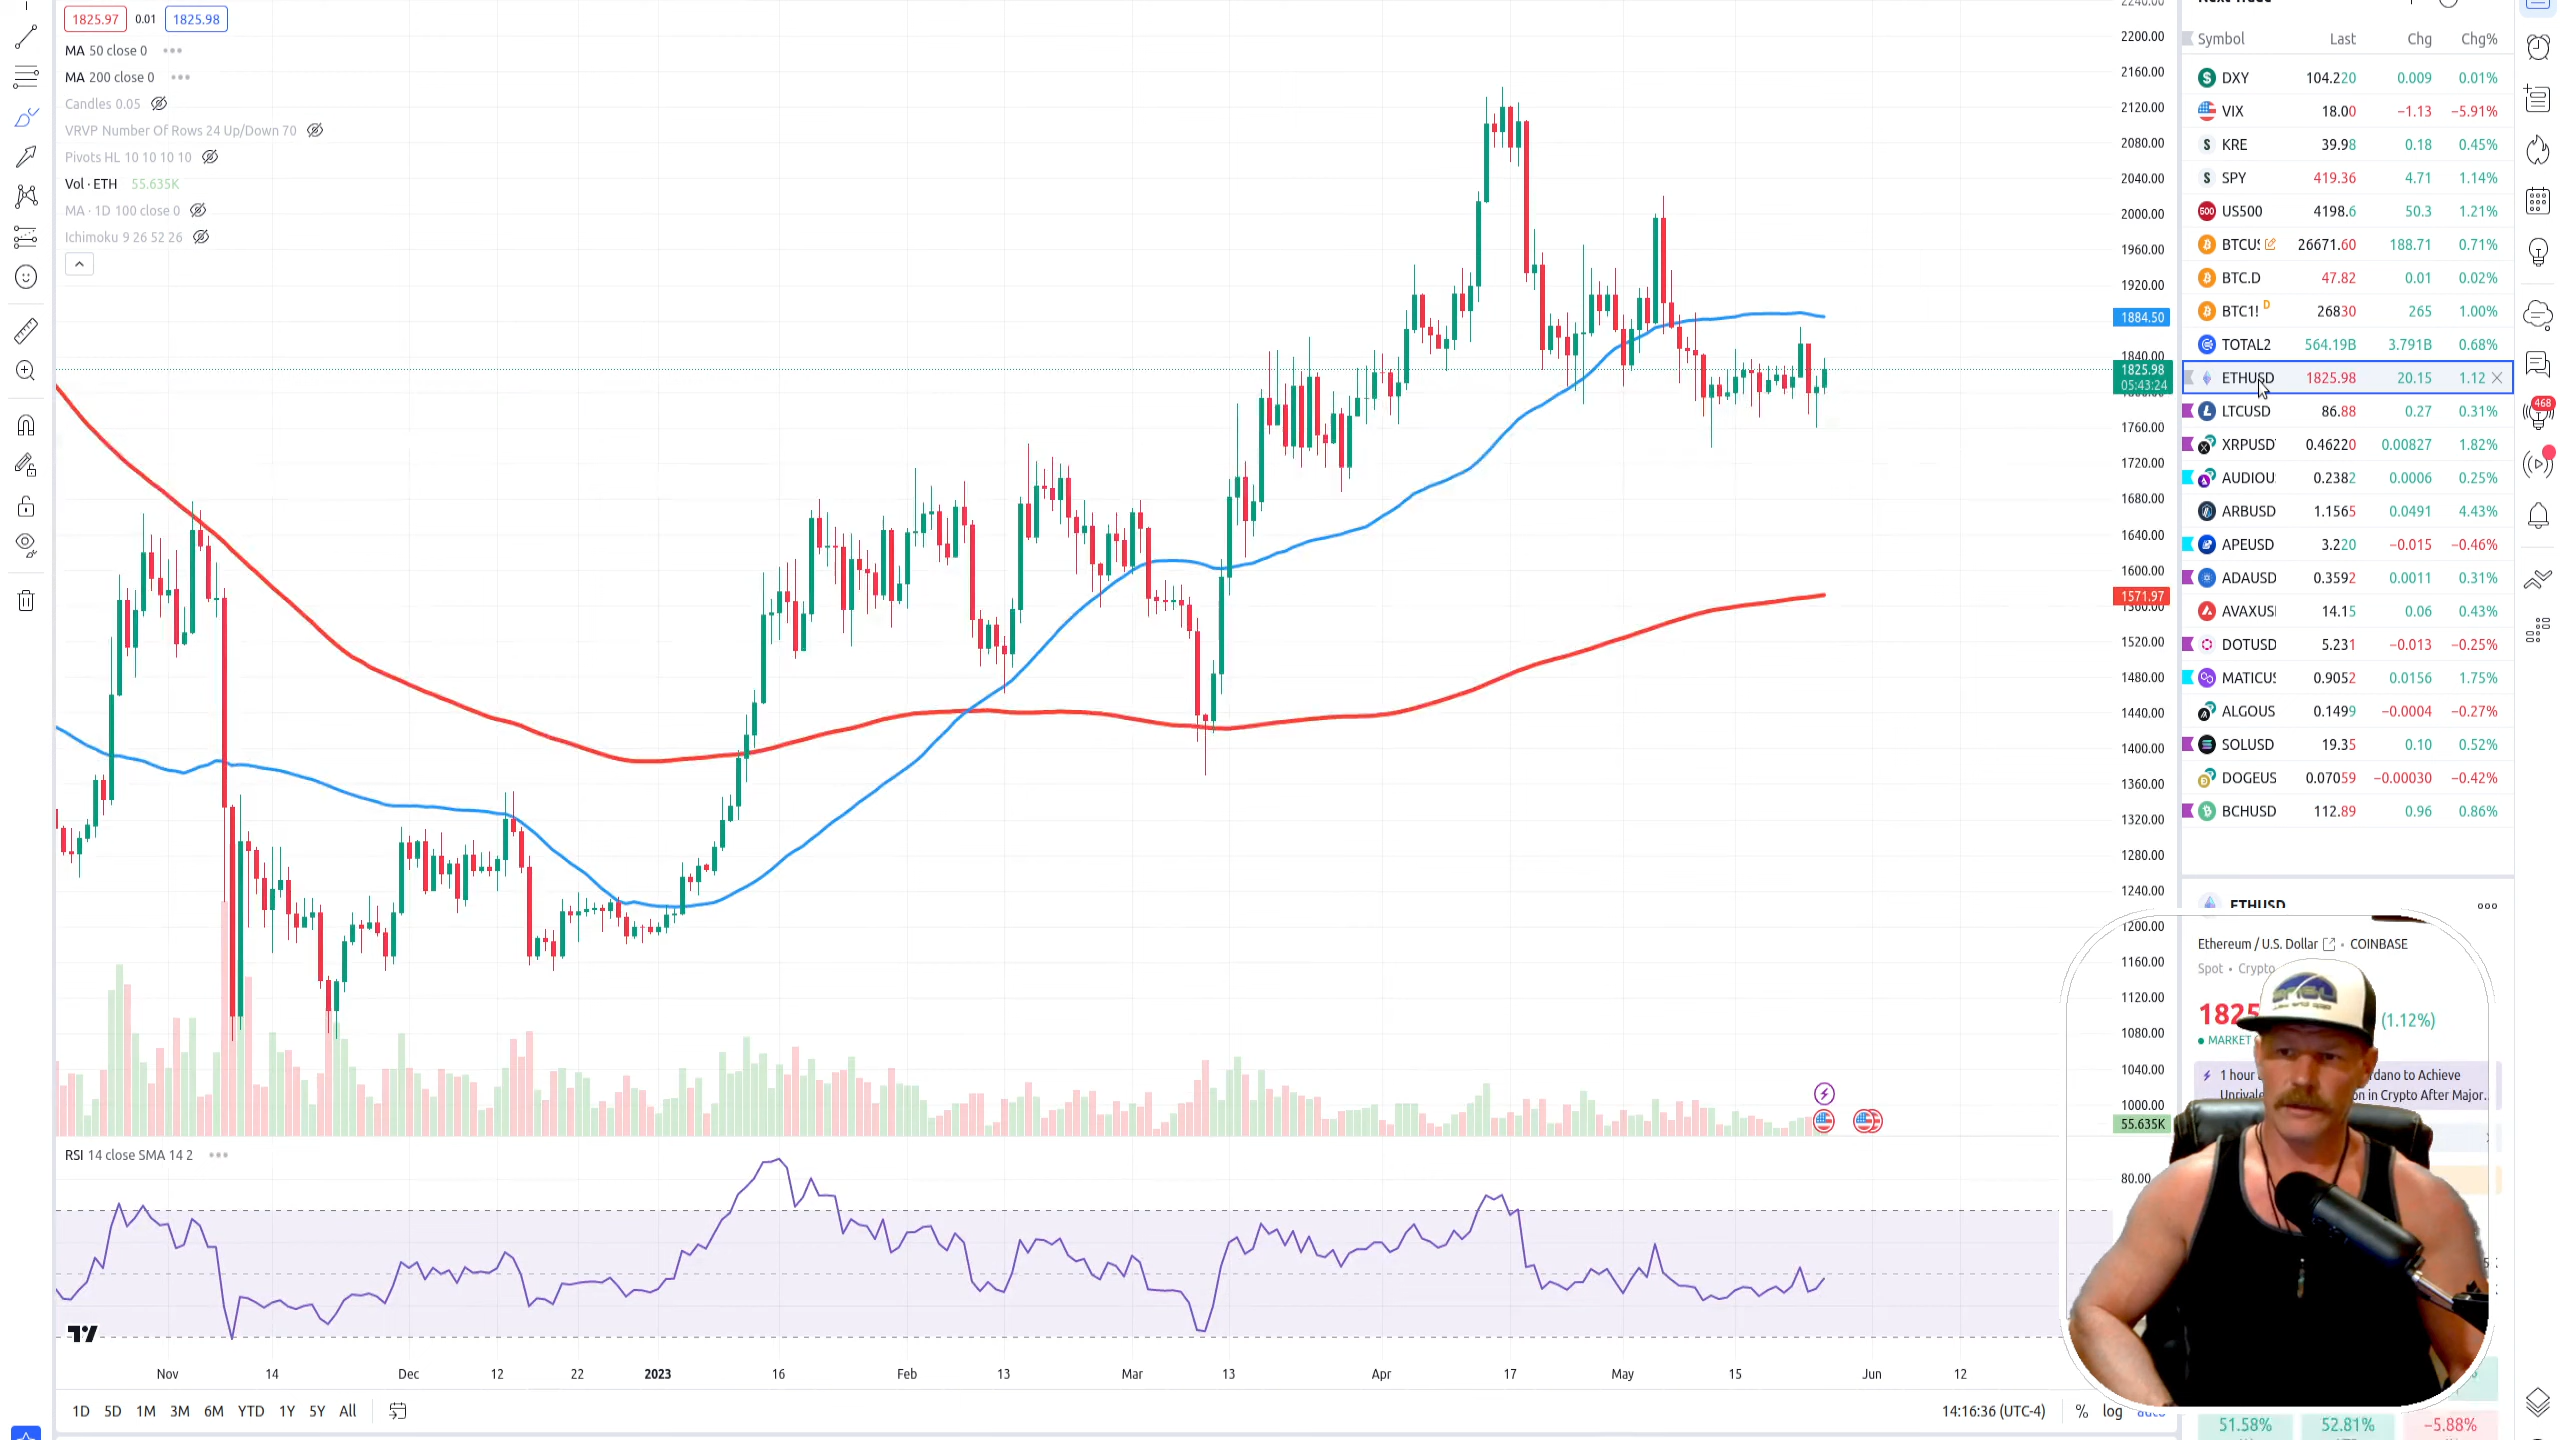 1825.97 0.01 1825.98
MA 50 close 0
MA 200 close 0
Candles 0.05
VRVP Number Of Rows 24 Up/Down 70
Pivots HL 10 10 10 10
Vol · ETH 55.635K
MA · 1D 100 close 0
Ichimoku 9 26 52 26
2200.00
2160.00
2120.00
2080.00
2040.00
2000.00
1960.00
1920.00
1884.50
1840.00
1825.98
05:43:24
1760.00
1720.00
1680.00
1640.00
1600.00
1571.97
1520.00
1480.00
1440.00
1400.00
1360.00
1320.00
1280.00
1240.00
1200.00
1160.00
1120.00
1080.00
1040.00
1000.00
55.635K
RSI 14 close SMA 14 2
80.00
Nov 14 Dec 12 22 2023 16 Feb 13 Mar 13 Apr 17 May 15 Jun 12
1D 5D 1M 3M 6M YTD 1Y 5Y All
14:16:36 (UTC-4) % log auto
Symbol Last Chg Chg%
DXY 104.220 0.009 0.01%
VIX 18.00 −1.13 −5.91%
KRE 39.98 0.18 0.45%
SPY 419.36 4.71 1.14%
US500 4198.6 50.3 1.21%
BTCUS 26671.60 188.71 0.71%
BTC.D 47.82 0.01 0.02%
BTC1! D 26830 265 1.00%
TOTAL2 564.19B 3.791B 0.68%
ETHUSD 1825.98 20.15 1.12
LTCUSD 86.88 0.27 0.31%
XRPUSD 0.46220 0.00827 1.82%
AUDIOU 0.2382 0.0006 0.25%
ARBUSD 1.1565 0.0491 4.43%
APEUSD 3.220 −0.015 −0.46%
ADAUSD 0.3592 0.0011 0.31%
AVAXUS 14.15 0.06 0.43%
DOTUSD 5.231 −0.013 −0.25%
MATICUS 0.9052 0.0156 1.75%
ALGOUS 0.1499 −0.0004 −0.27%
SOLUSD 19.35 0.10 0.52%
DOGEUS 0.07059 −0.00030 −0.42%
BCHUSD 112.89 0.96 0.86%
468
ETHUSD
Ethereum / U.S. Dollar • COINBASE
Spot • Crypto
1825 (1.12%)
MARKET
1 hour rdano to Achieve
Unrivale on in Crypto After Major..
51.58% 52.81% −5.88%